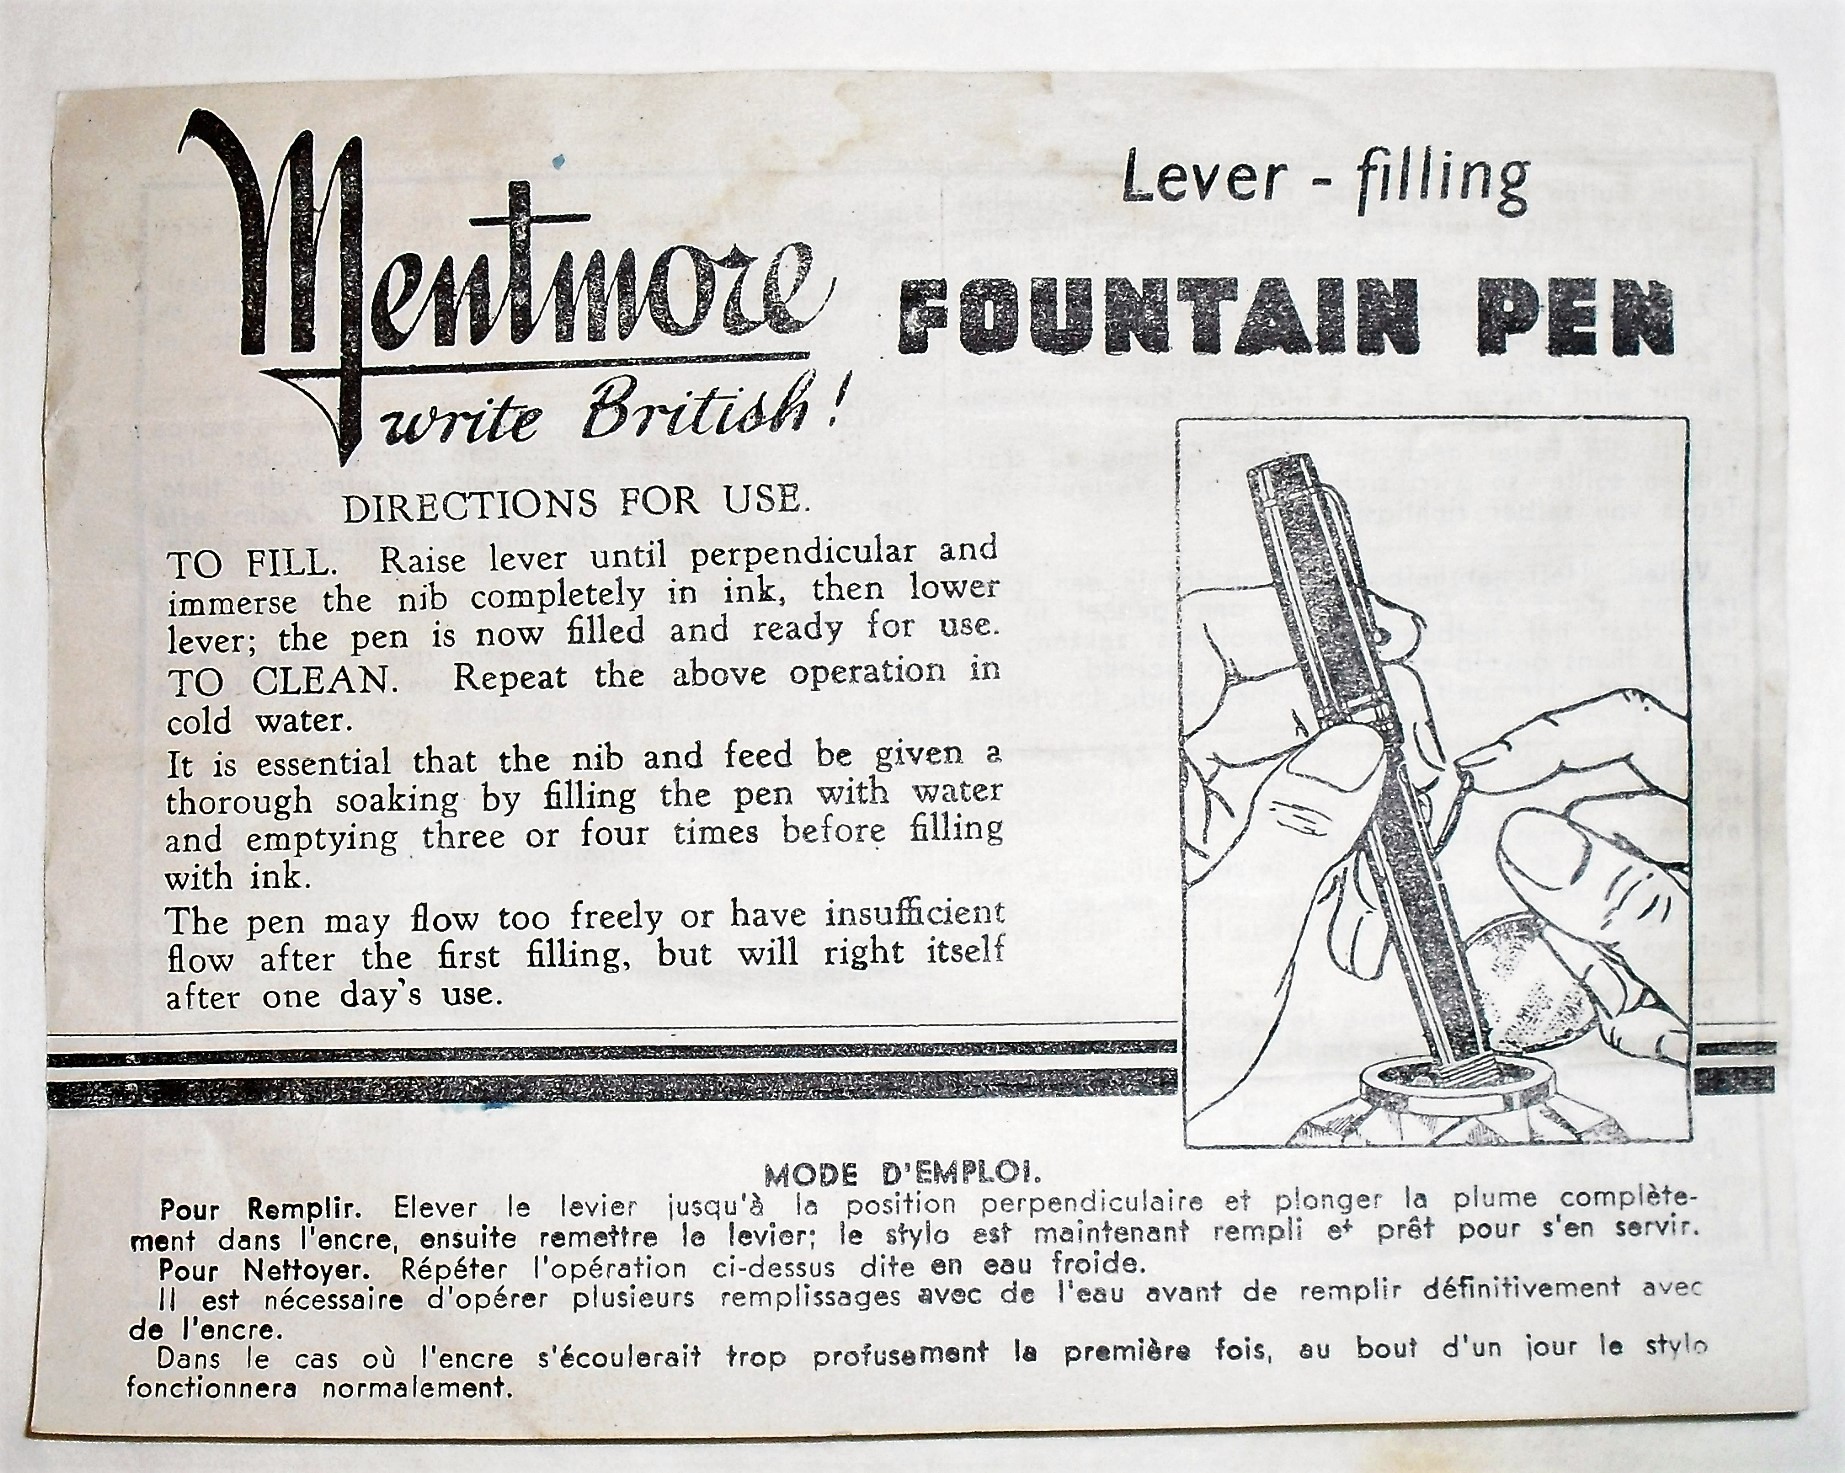 Mentmore
write British!
Lever - filling
FOUNTAIN PEN
DIRECTIONS FOR USE.
TO FILL. Raise lever until perpendicular and
immerse the nib completely in ink, then lower
lever; the pen is now filled and ready for use.
TO CLEAN. Repeat the above operation in
cold water.
It is essential that the nib and feed be given a
thorough soaking by filling the pen with water
and emptying three or four times before filling
with ink.
The pen may flow too freely or have insufficient
flow after the first filling, but will right itself
after one day's use.
MODE D'EMPLOI.
Pour Remplir. Elever le levier jusqu'à la position perpendiculaire et plonger la plume complète-
ment dans l'encre, ensuite remettre le levier; le stylo est maintenant rempli et prêt pour s'en servir.
Pour Nettoyer. Répéter l'opération ci-dessus dite en eau froide.
Il est nécessaire d'opérer plusieurs remplissages avec de l'eau avant de remplir définitivement avec
de l'encre.
Dans le cas où l'encre s'écoulerait trop profusement la première fois, au bout d'un jour le stylo
fonctionnera normalement.